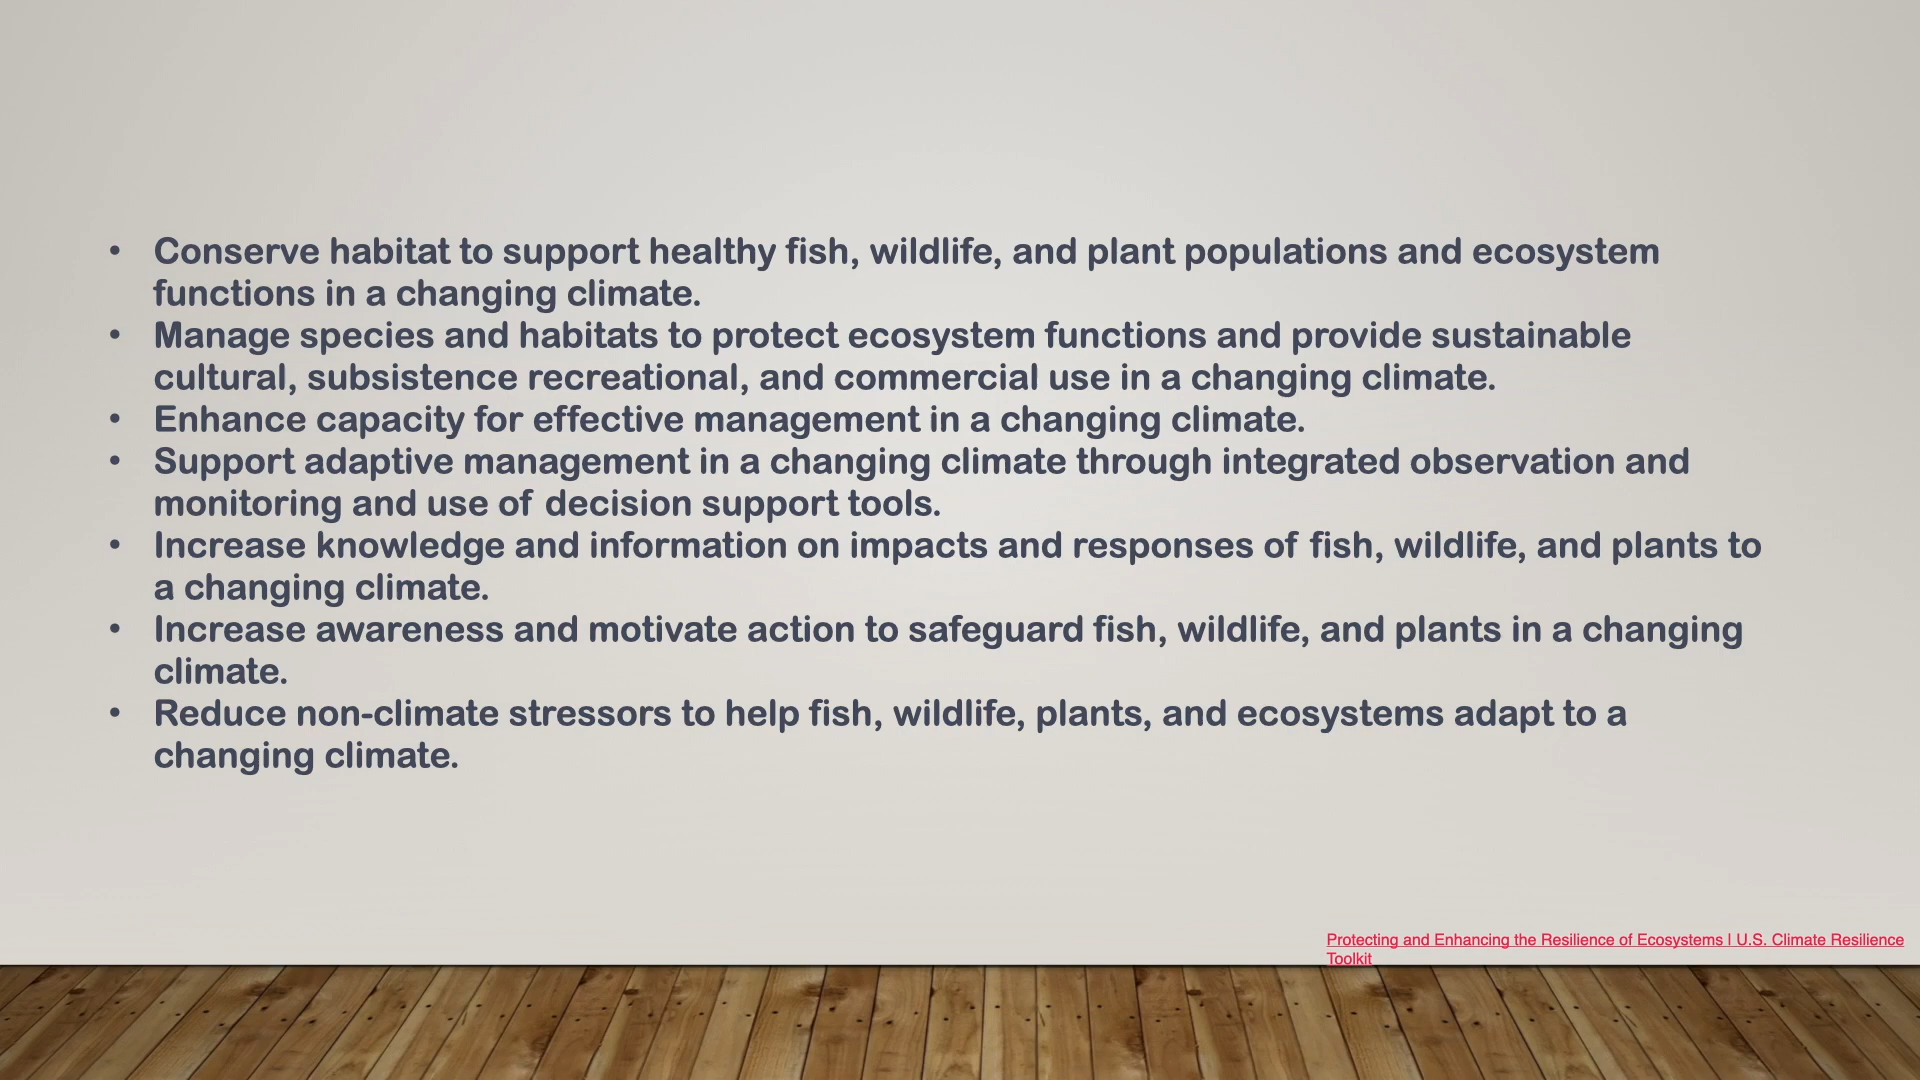 • Conserve habitat to support healthy fish, wildlife, and plant populations and ecosystem
functions in a changing climate.
• Manage species and habitats to protect ecosystem functions and provide sustainable
cultural, subsistence recreational, and commercial use in a changing climate.
• Enhance capacity for effective management in a changing climate.
• Support adaptive management in a changing climate through integrated observation and
monitoring and use of decision support tools.
• Increase knowledge and information on impacts and responses of fish, wildlife, and plants to
a changing climate.
• Increase awareness and motivate action to safeguard fish, wildlife, and plants in a changing
climate.
• Reduce non-climate stressors to help fish, wildlife, plants, and ecosystems adapt to a
changing climate.
Protecting and Enhancing the Resilience of Ecosystems | U.S. Climate Resilience
Toolkit